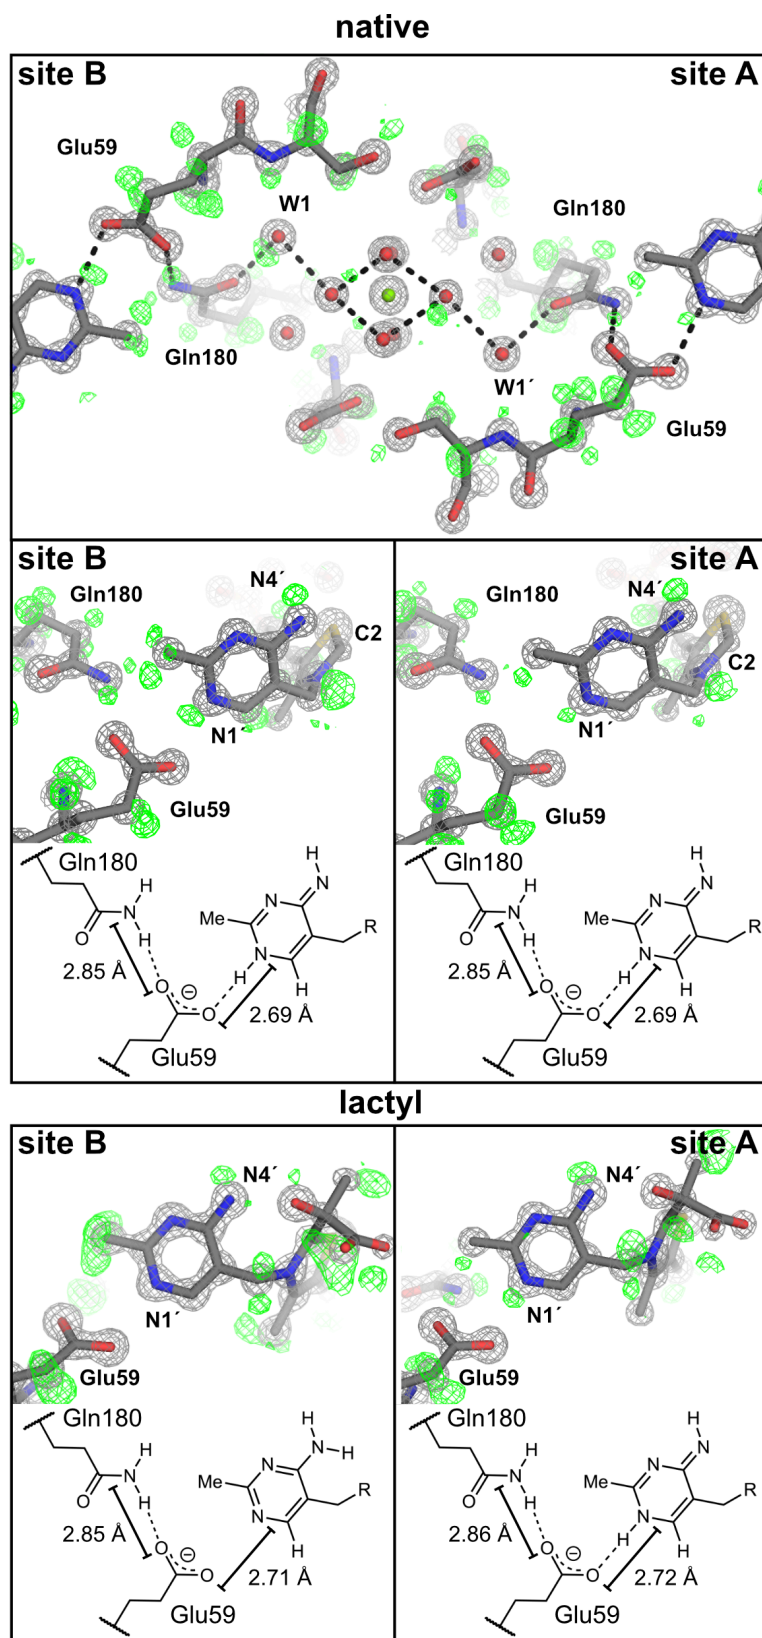 native
site B
site A
Glu59
W1
Gln180
Gln180
W1´
Glu59
site B
site A
Gln180
N4´
C2
N1´
Glu59
Gln180
N4´
C2
N1´
Glu59
Gln180
H
H
N
O
H
2.85 Å
O
⊖
O
Glu59
H
N
N
Me
N
H
H
R
2.69 Å
Gln180
H
H
N
O
H
2.85 Å
O
⊖
O
Glu59
H
N
N
Me
N
H
H
R
2.69 Å
lactyl
site B
site A
N4´
N1´
Glu59
N4´
N1´
Glu59
Gln180
H
N
O
H
2.85 Å
O
⊖
O
Glu59
H
N
H
N
Me
N
H
R
2.71 Å
Gln180
H
N
O
H
2.86 Å
O
⊖
O
Glu59
H
N
N
Me
N
H
H
R
2.72 Å